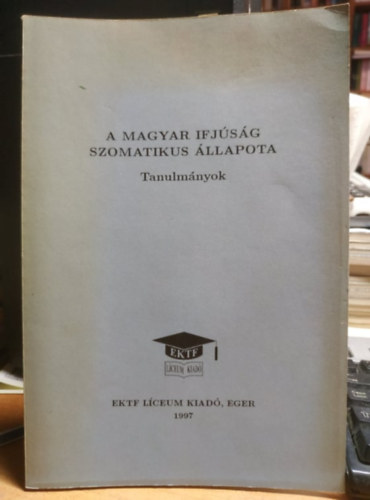 A MAGYAR IFJÚSÁG
SZOMATIKUS ÁLLAPOTA
Tanulmányok
EKTF
LÍCEUM KIADÓ
EKTF LÍCEUM KIADÓ, EGER
1997